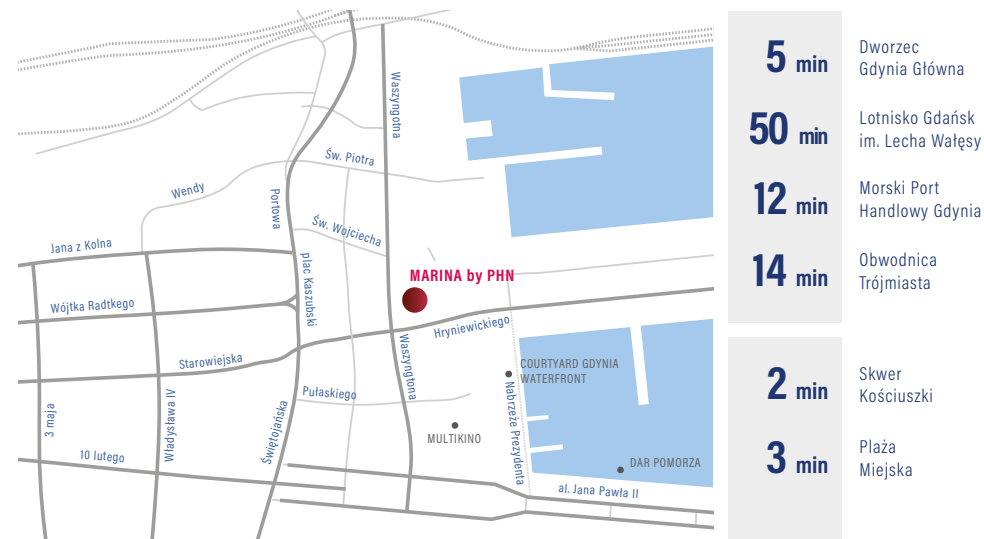 Waszyngotna
Św. Piotra
Wendy
Portowa
Św. Wojciecha
Jana z Kolna
plac Kaszubski
MARINA by PHN
Wójtka Radtkego
Hryniewickiego
Starowiejska
Waszyngtona
COURTYARD GDYNIA
WATERFRONT
Pułaskiego
Nabrzeże Prezydenta
3 maja
Władysława IV
Świętojańska
MULTIKINO
10 lutego
DAR POMORZA
al. Jana Pawła II
5 min
Dworzec
Gdynia Główna
50 min
Lotnisko Gdańsk
im. Lecha Wałęsy
12 min
Morski Port
Handlowy Gdynia
14 min
Obwodnica
Trójmiasta
2 min
Skwer
Kościuszki
3 min
Plaża
Miejska